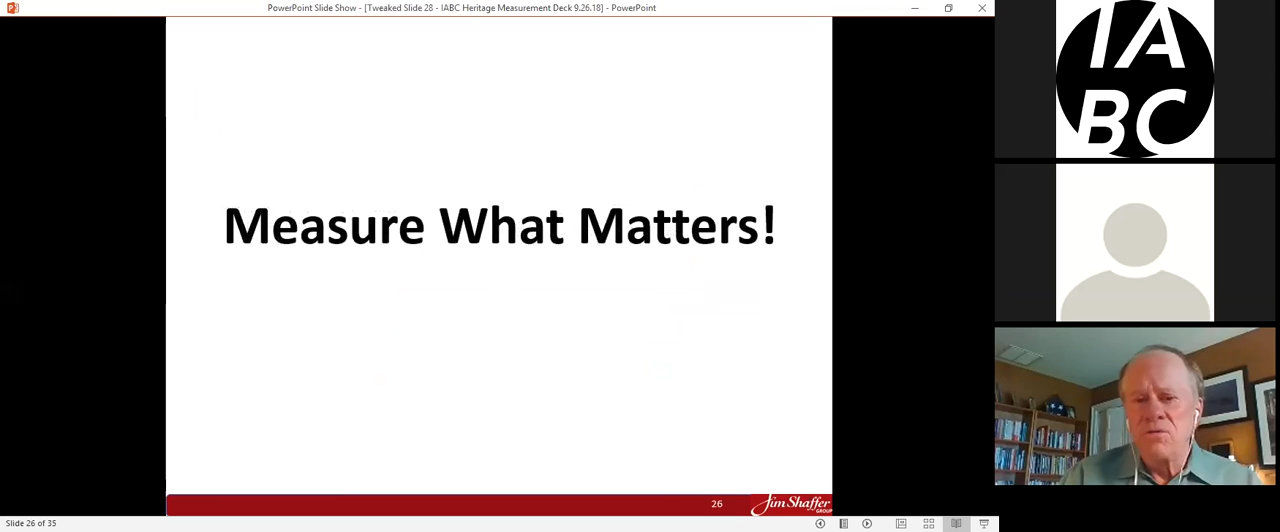 PowerPoint Slide Show - [Tweaked Slide 28 - IABC Heritage Measurement Deck 9.26.18] - PowerPoint
IA
BC
Measure What Matters!
26
Jim Shaffer
GROUP
Slide 26 of 35